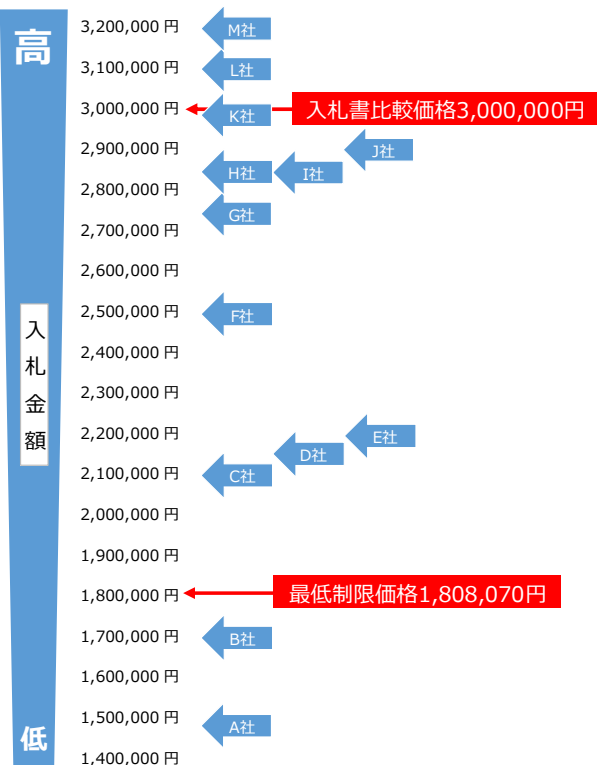 高
3,200,000 円
M社
3,100,000 円
L社
3,000,000 円
入札書比較価格3,000,000円
K社
2,900,000 円
J社
H社
I社
2,800,000 円
G社
2,700,000 円
2,600,000 円
2,500,000 円
F社
入札金額
2,400,000 円
2,300,000 円
2,200,000 円
E社
D社
2,100,000 円
C社
2,000,000 円
1,900,000 円
1,800,000 円
最低制限価格1,808,070円
1,700,000 円
B社
1,600,000 円
1,500,000 円
A社
低
1,400,000 円